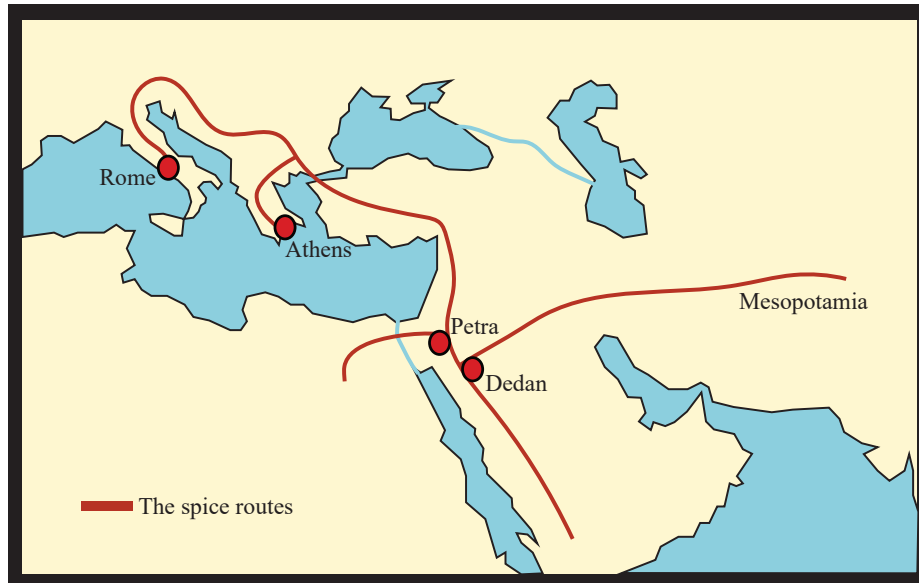 Rome
Athens
Mesopotamia
Petra
Dedan
The spice routes